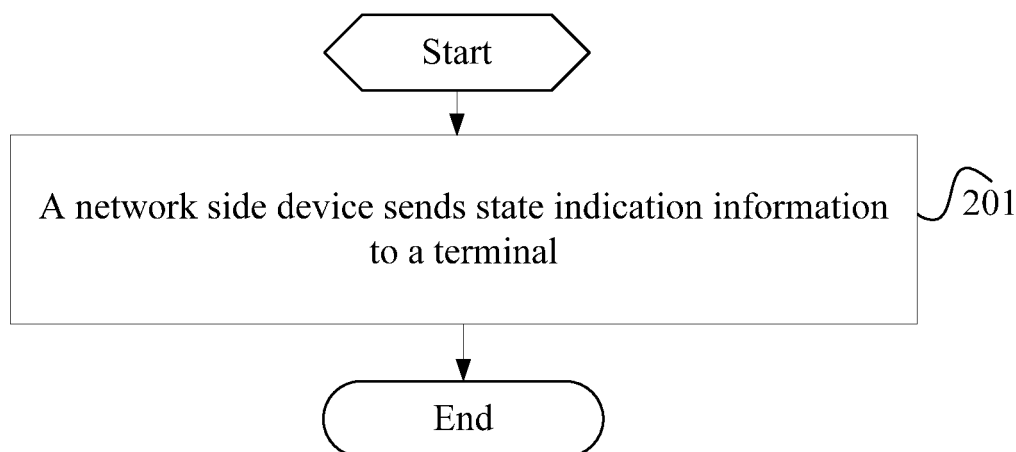 Start
A network side device sends state indication information
to a terminal
201
End